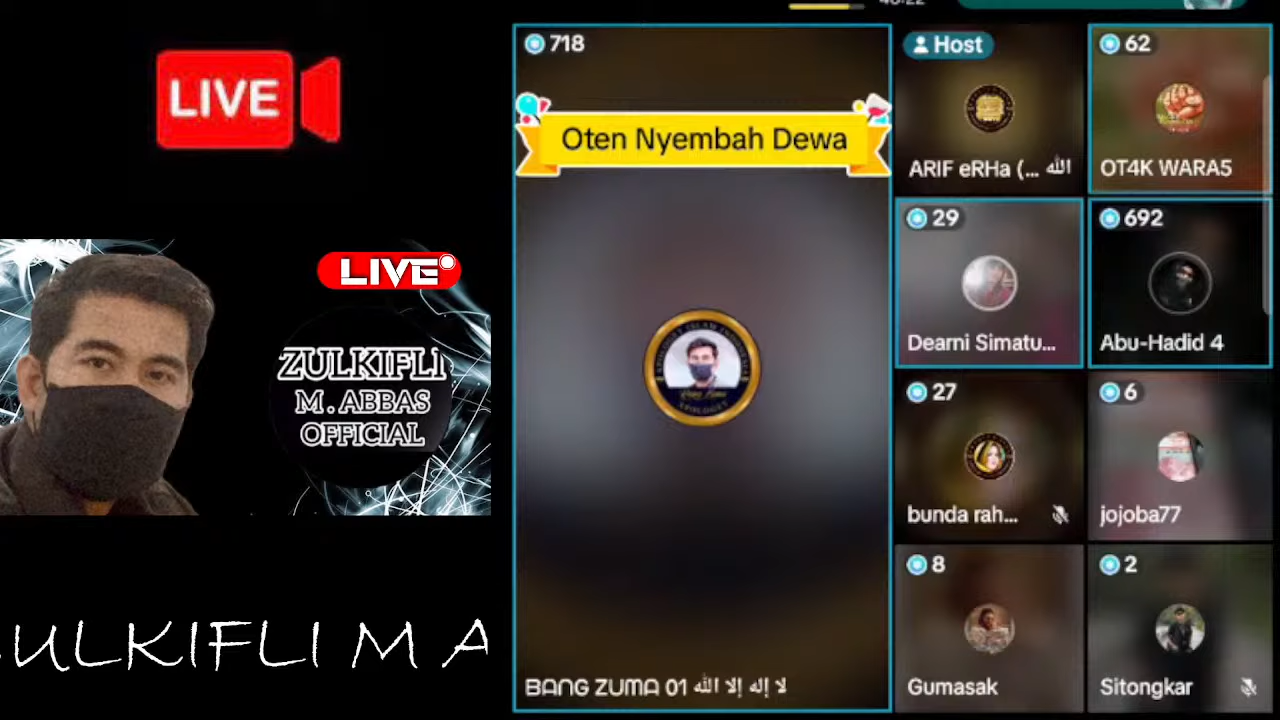 LIVE
LIVE
ZULKIFLI
M. ABBAS
OFFICIAL
ULKIFLI M A
718
Oten Nyembah Dewa
BANG ZUMA 01 لا إله إلا الله
Host
ARIF eRHa (... الله
62
OT4K WARA5
29
Dearni Simatu...
692
Abu-Hadid 4
27
bunda rah...
6
jojoba77
8
Gumasak
2
Sitongkar